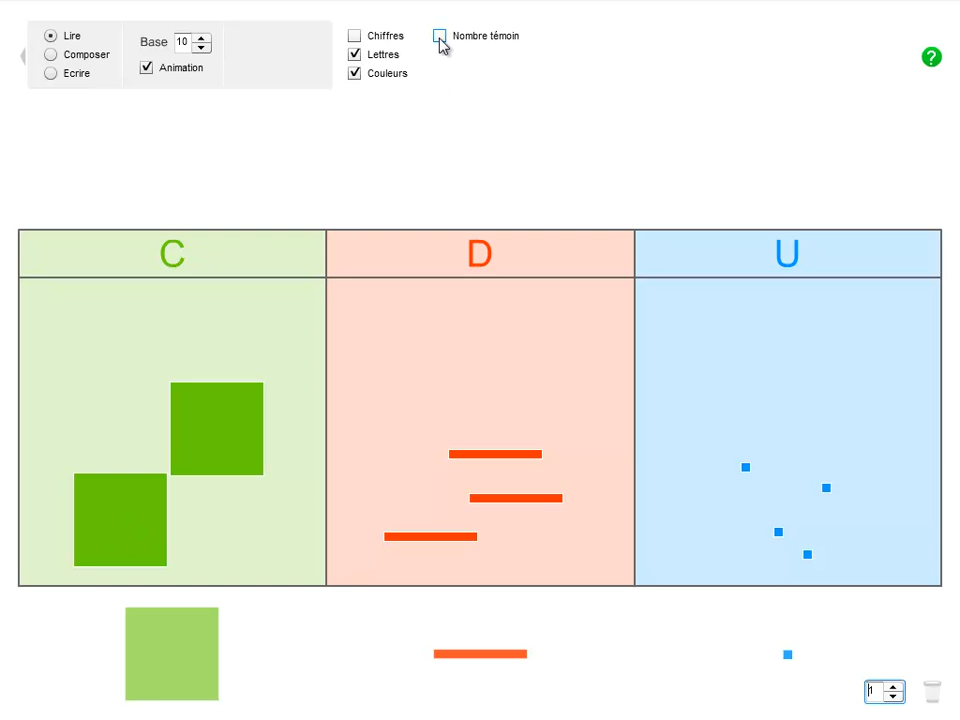 Lire
Composer
Ecrire
Base 10
Animation
Chiffres
Lettres
Couleurs
Nombre témoin
?
C D U
1